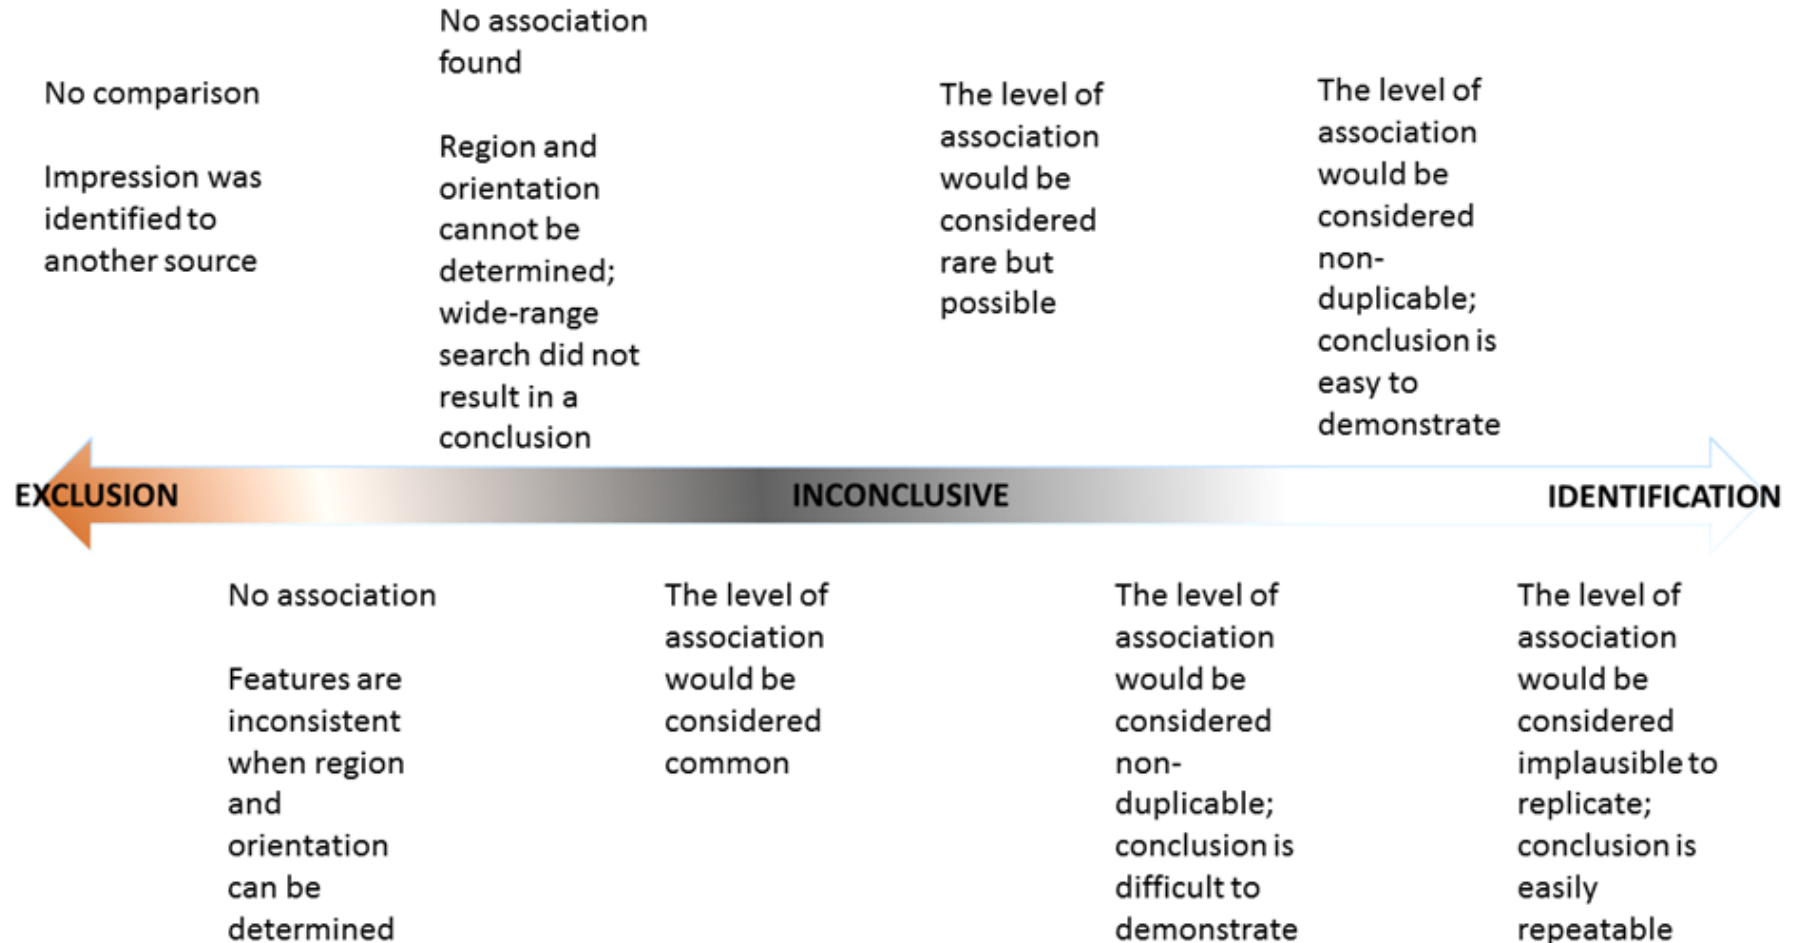 No comparison
Impression was
identified to
another source
No association
found
Region and
orientation
cannot be
determined;
wide-range
search did not
result in a
conclusion
The level of
association
would be
considered
rare but
possible
The level of
association
would be
considered
non-
duplicable;
conclusion is
easy to
demonstrate
EXCLUSION
INCONCLUSIVE
IDENTIFICATION
No association
Features are
inconsistent
when region
and
orientation
can be
determined
The level of
association
would be
considered
common
The level of
association
would be
considered
non-
duplicable;
conclusion is
difficult to
demonstrate
The level of
association
would be
considered
implausible to
replicate;
conclusion is
easily
repeatable